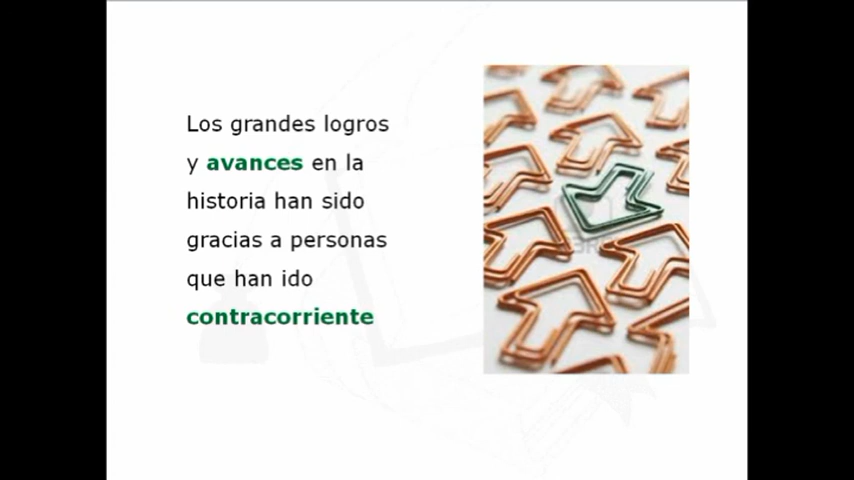 Los grandes logros
y avances en la
historia han sido
gracias a personas
que han ido
contracorriente